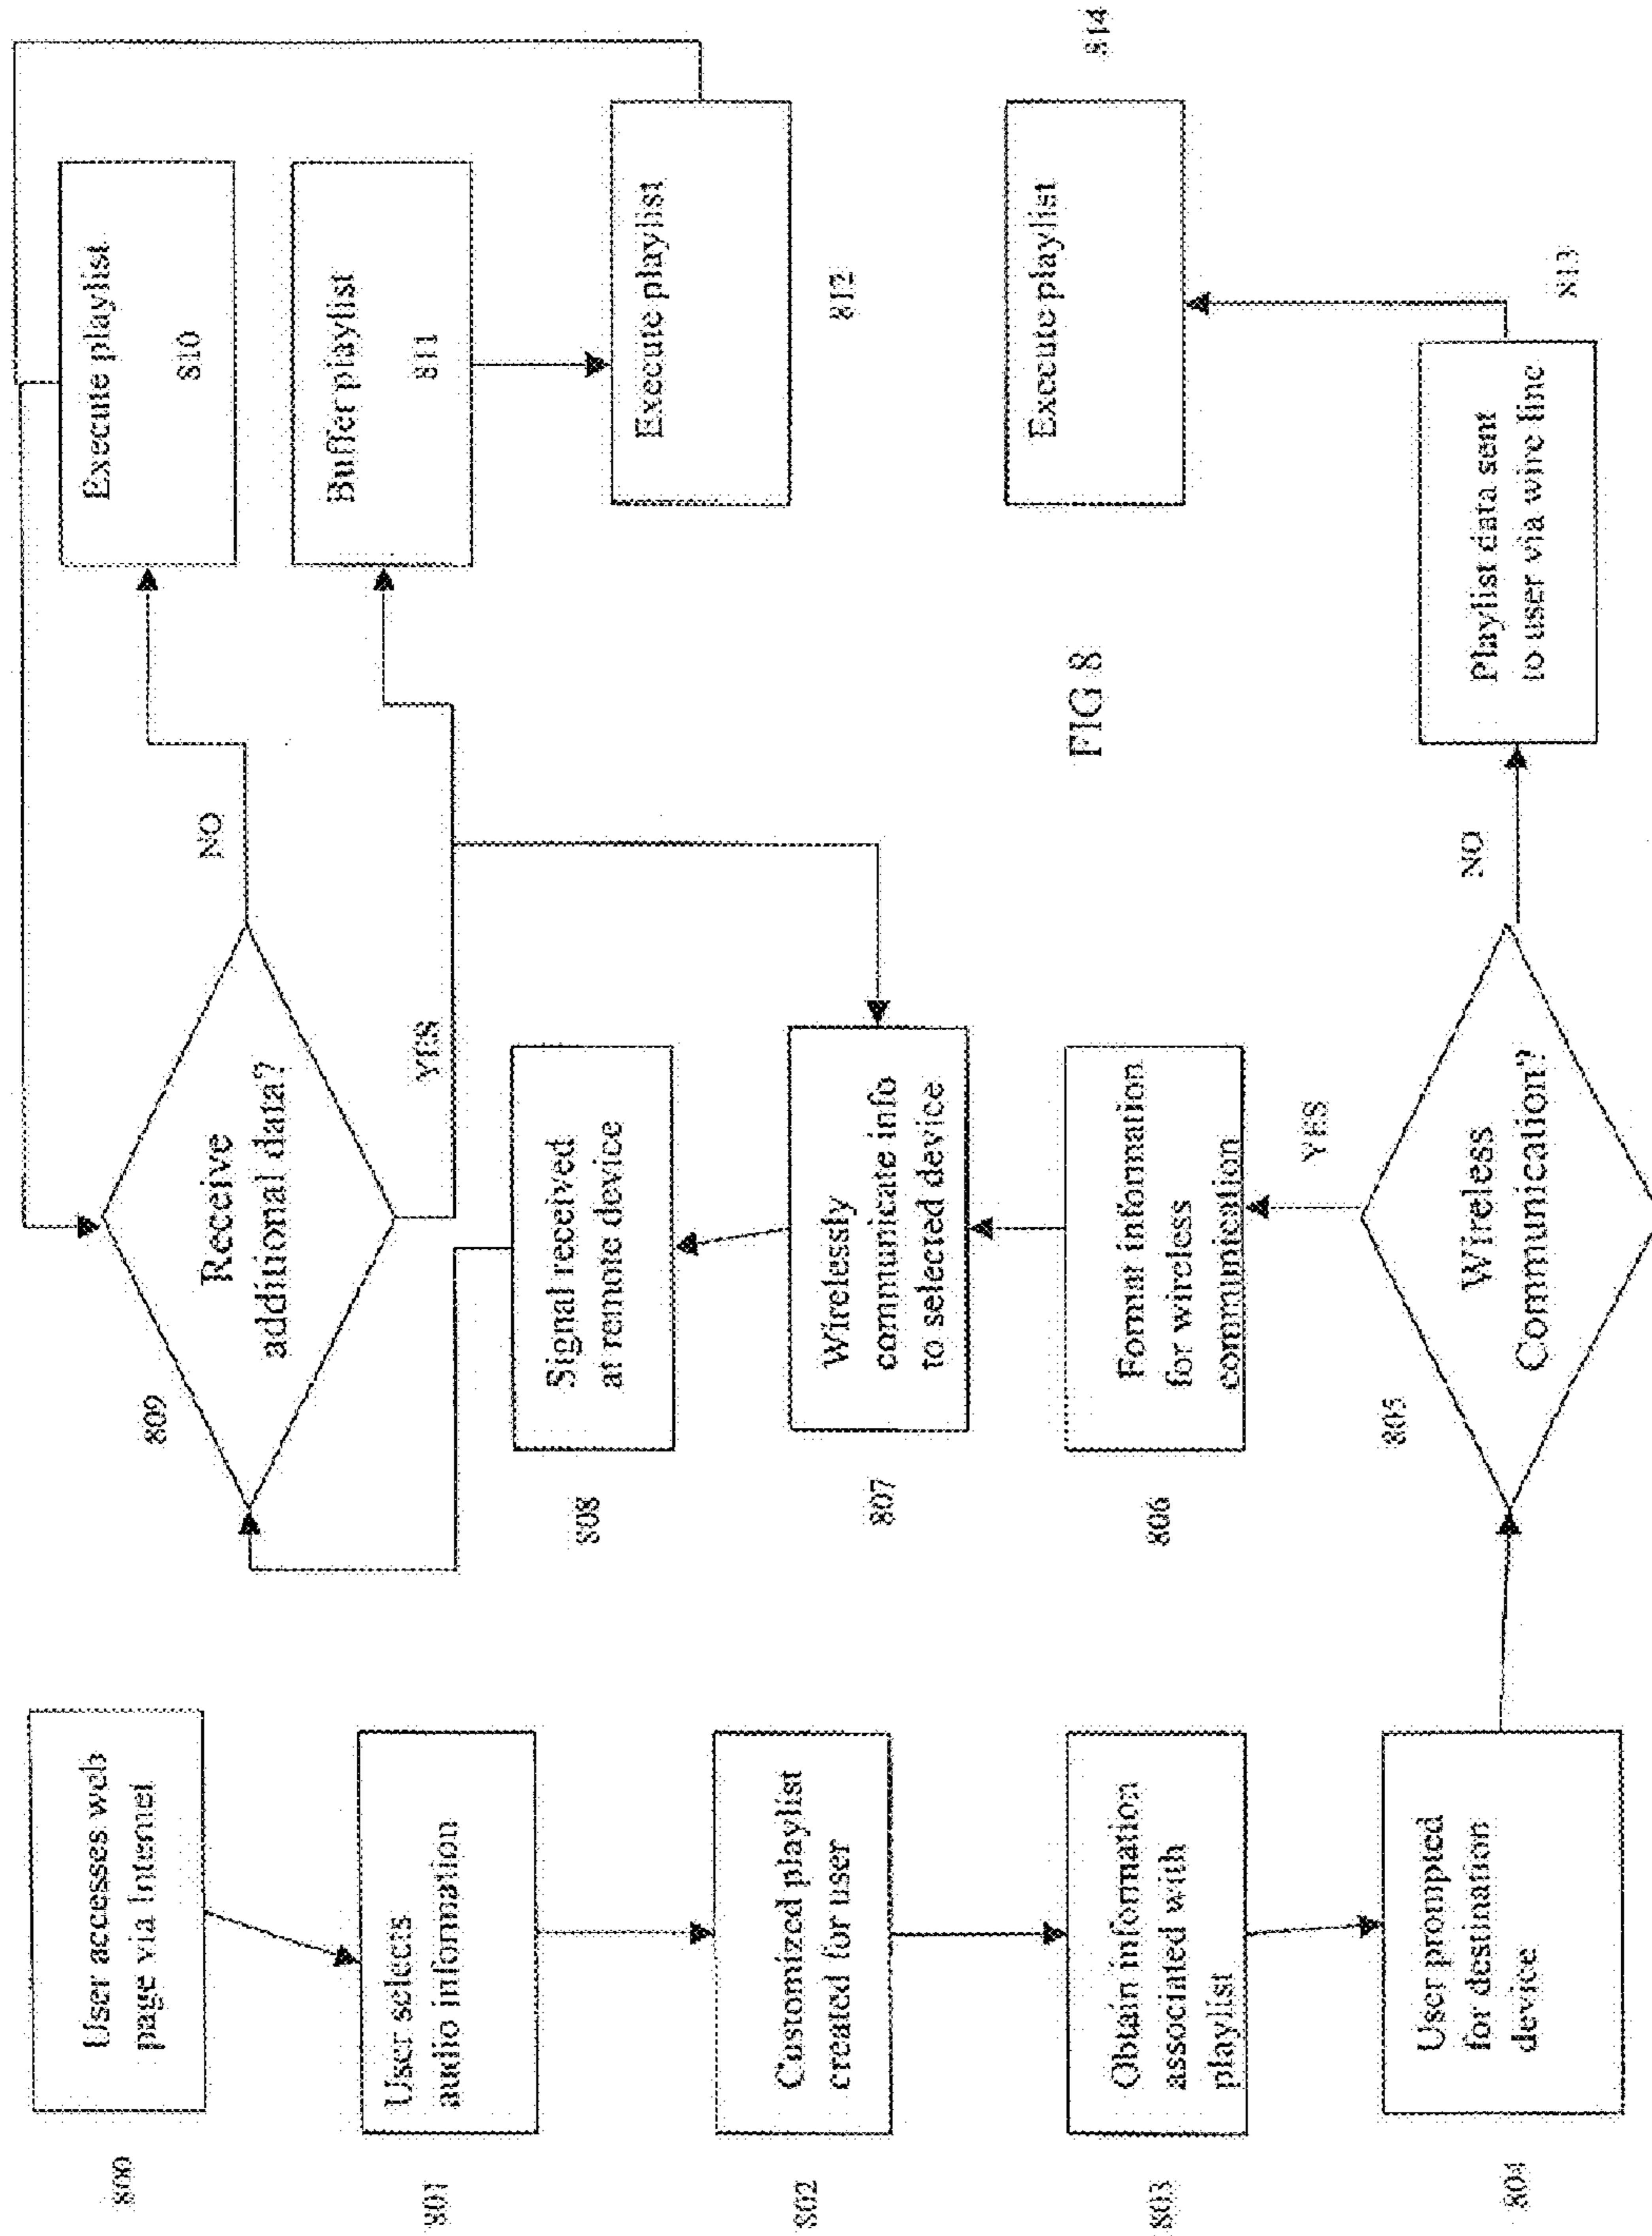 800
User accesses web
page via Internet
801
User selects
audio information
802
Customized playlist
created for user
803
Obtain information
associated with
playlist
804
User prompted
for destination
device
805
Wireless
Communication?
YES
NO
806
Format information
for wireless
communication
807
Wirelessly
communicate info
to selected device
808
Signal received
at remote device
809
Receive
additional data?
YES
NO
Execute playlist
810
Buffer playlist
811
Execute playlist
812
Playlist data sent
to user via wire line
813
Execute playlist
814
FIG 8